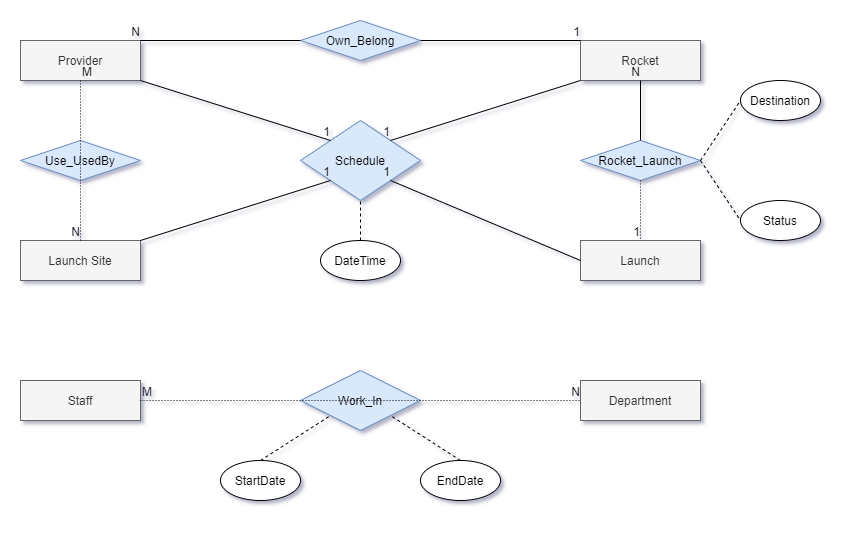 N
1
Own_Belong
Provider
Rocket
M
N
Destination
1
1
Use_UsedBy
Schedule
Rocket_Launch
1
1
Status
N
1
Launch Site
DateTime
Launch
M
N
Staff
Work_In
Department
StartDate
EndDate